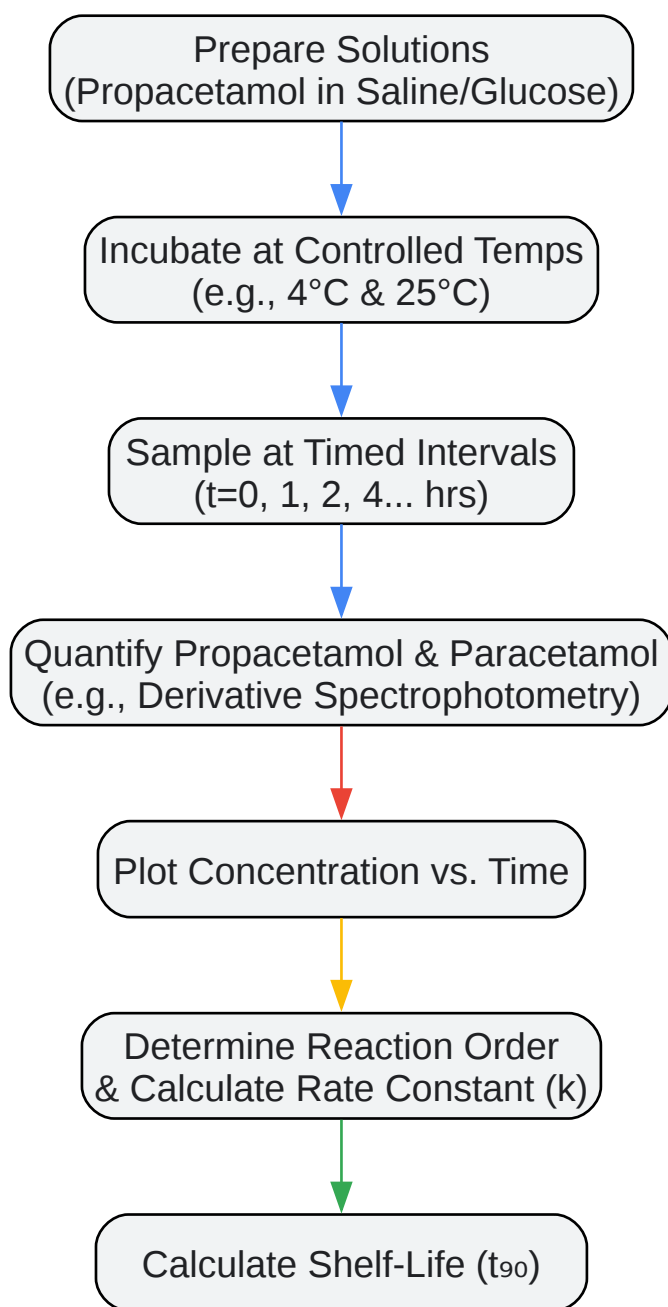 Prepare Solutions
(Propacetamol in Saline/Glucose)
Incubate at Controlled Temps
(e.g., 4°C & 25°C)
Sample at Timed Intervals
(t=0, 1, 2, 4... hrs)
Quantify Propacetamol & Paracetamol
(e.g., Derivative Spectrophotometry)
Plot Concentration vs. Time
Determine Reaction Order
& Calculate Rate Constant (k)
Calculate Shelf-Life (t₉₀)